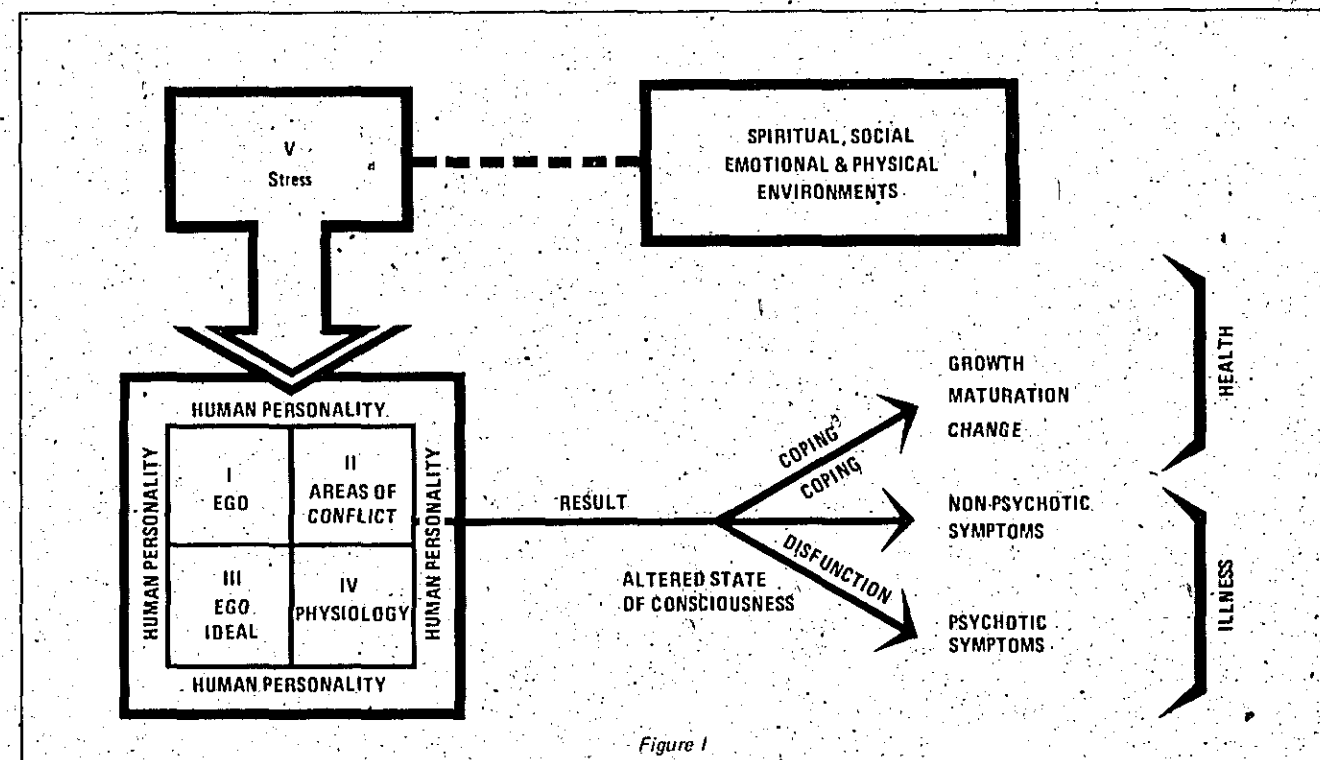 V
Stress
SPIRITUAL, SOCIAL
EMOTIONAL & PHYSICAL
ENVIRONMENTS
HUMAN PERSONALITY
HUMAN PERSONALITY
I
EGO
II
AREAS OF
CONFLICT
III
EGO
IDEAL
IV
PHYSIOLOGY
HUMAN PERSONALITY
HUMAN PERSONALITY
RESULT
ALTERED STATE
OF CONSCIOUSNESS
COPING
COPING
DISFUNCTION
GROWTH
MATURATION
CHANGE
NON-PSYCHOTIC
SYMPTOMS
PSYCHOTIC
SYMPTOMS
HEALTH
ILLNESS
Figure I